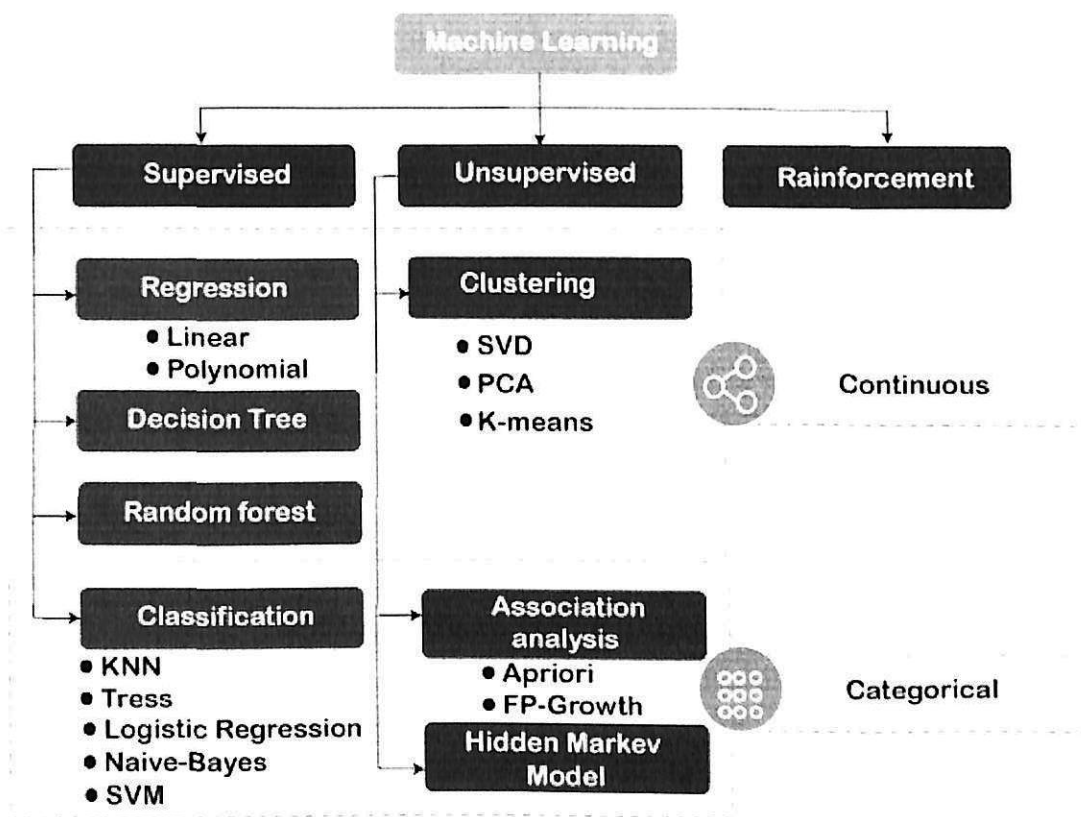 Machine Learning
Supervised
Unsupervised
Rainforcement
Regression
• Linear
• Polynomial
Decision Tree
Random forest
Classification
• KNN
• Tress
• Logistic Regression
• Naive-Bayes
• SVM
Clustering
• SVD
• PCA
• K-means
Association
analysis
• Apriori
• FP-Growth
Hidden Markev
Model
Continuous
Categorical